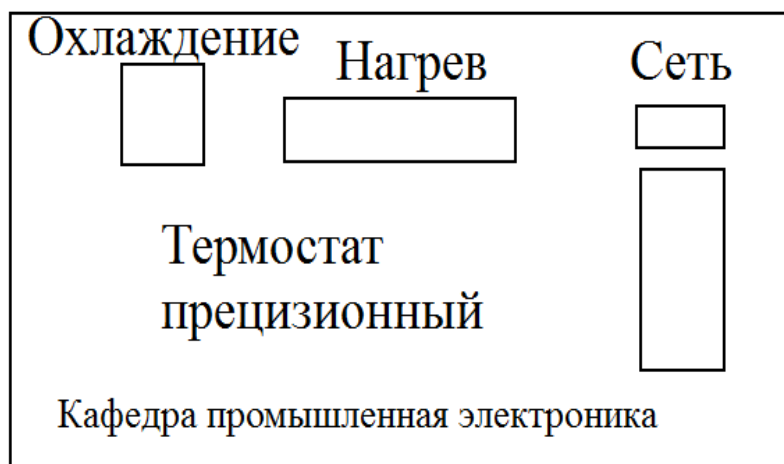 Охлаждение
Нагрев
Сеть
Термостат
прецизионный
Кафедра промышленная электроника